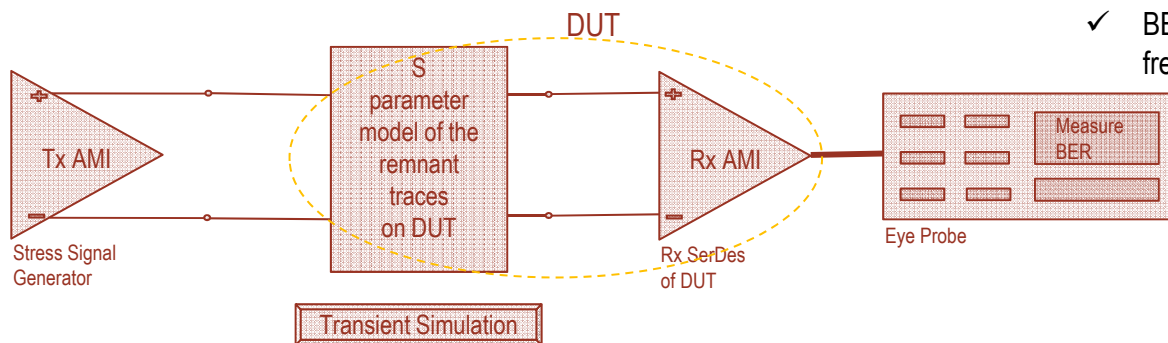 DUT
✓ BE
fre
S
parameter
model of the
remnant
traces
on DUT
Tx AMI
Rx AMI
Measure
BER
Stress Signal
Generator
Rx SerDes
of DUT
Eye Probe
Transient Simulation